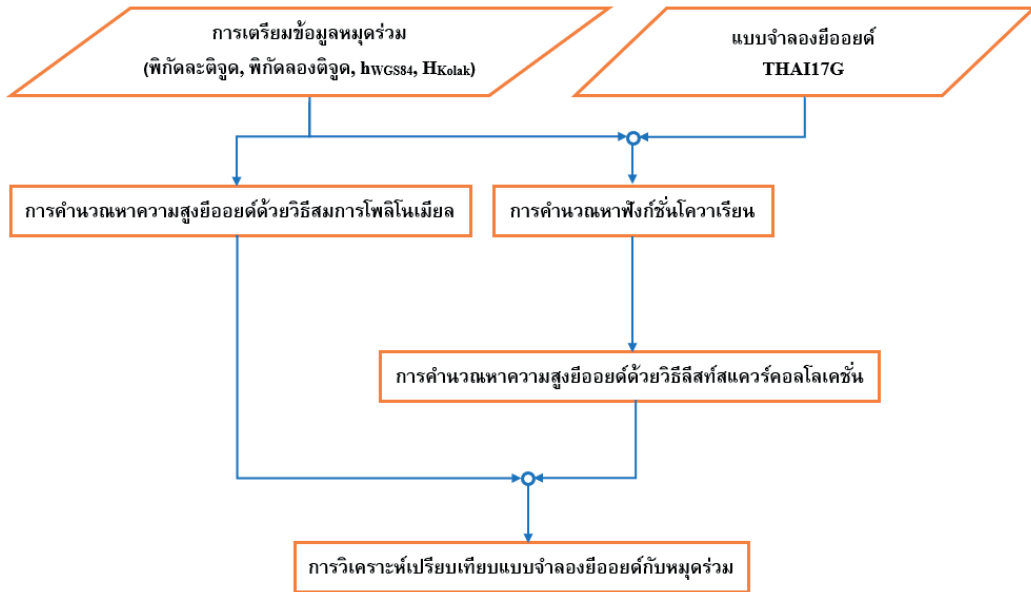 การเตรียมข้อมูลหมุดร่วม
(พิกัดละติจูด, พิกัดลองติจูด, hWGS84, HKolak)
แบบจำลองยีออยด์
THAI17G
การคำนวณหาความสูงยีออยด์ด้วยวิธีสมการโพลิโนเมียล
การคำนวณหาฟังก์ชั่นโควาเรียน
การคำนวณหาความสูงยีออยด์ด้วยวิธีลีสท์สแควร์คอลโลเคชั่น
การวิเคราะห์เปรียบเทียบแบบจำลองยีออยด์กับหมุดร่วม